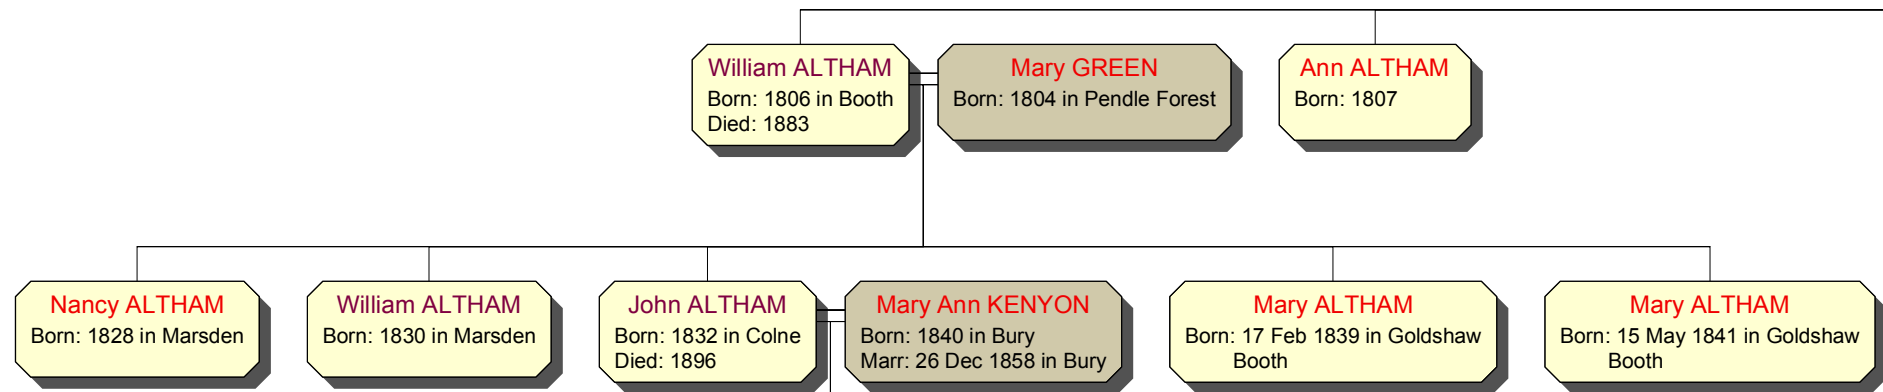 William ALTHAM
Born: 1806 in Booth
Died: 1883
Mary GREEN
Born: 1804 in Pendle Forest
Ann ALTHAM
Born: 1807
Nancy ALTHAM
Born: 1828 in Marsden
William ALTHAM
Born: 1830 in Marsden
John ALTHAM
Born: 1832 in Colne
Died: 1896
Mary Ann KENYON
Born: 1840 in Bury
Marr: 26 Dec 1858 in Bury
Mary ALTHAM
Born: 17 Feb 1839 in Goldshaw
Booth
Mary ALTHAM
Born: 15 May 1841 in Goldshaw
Booth